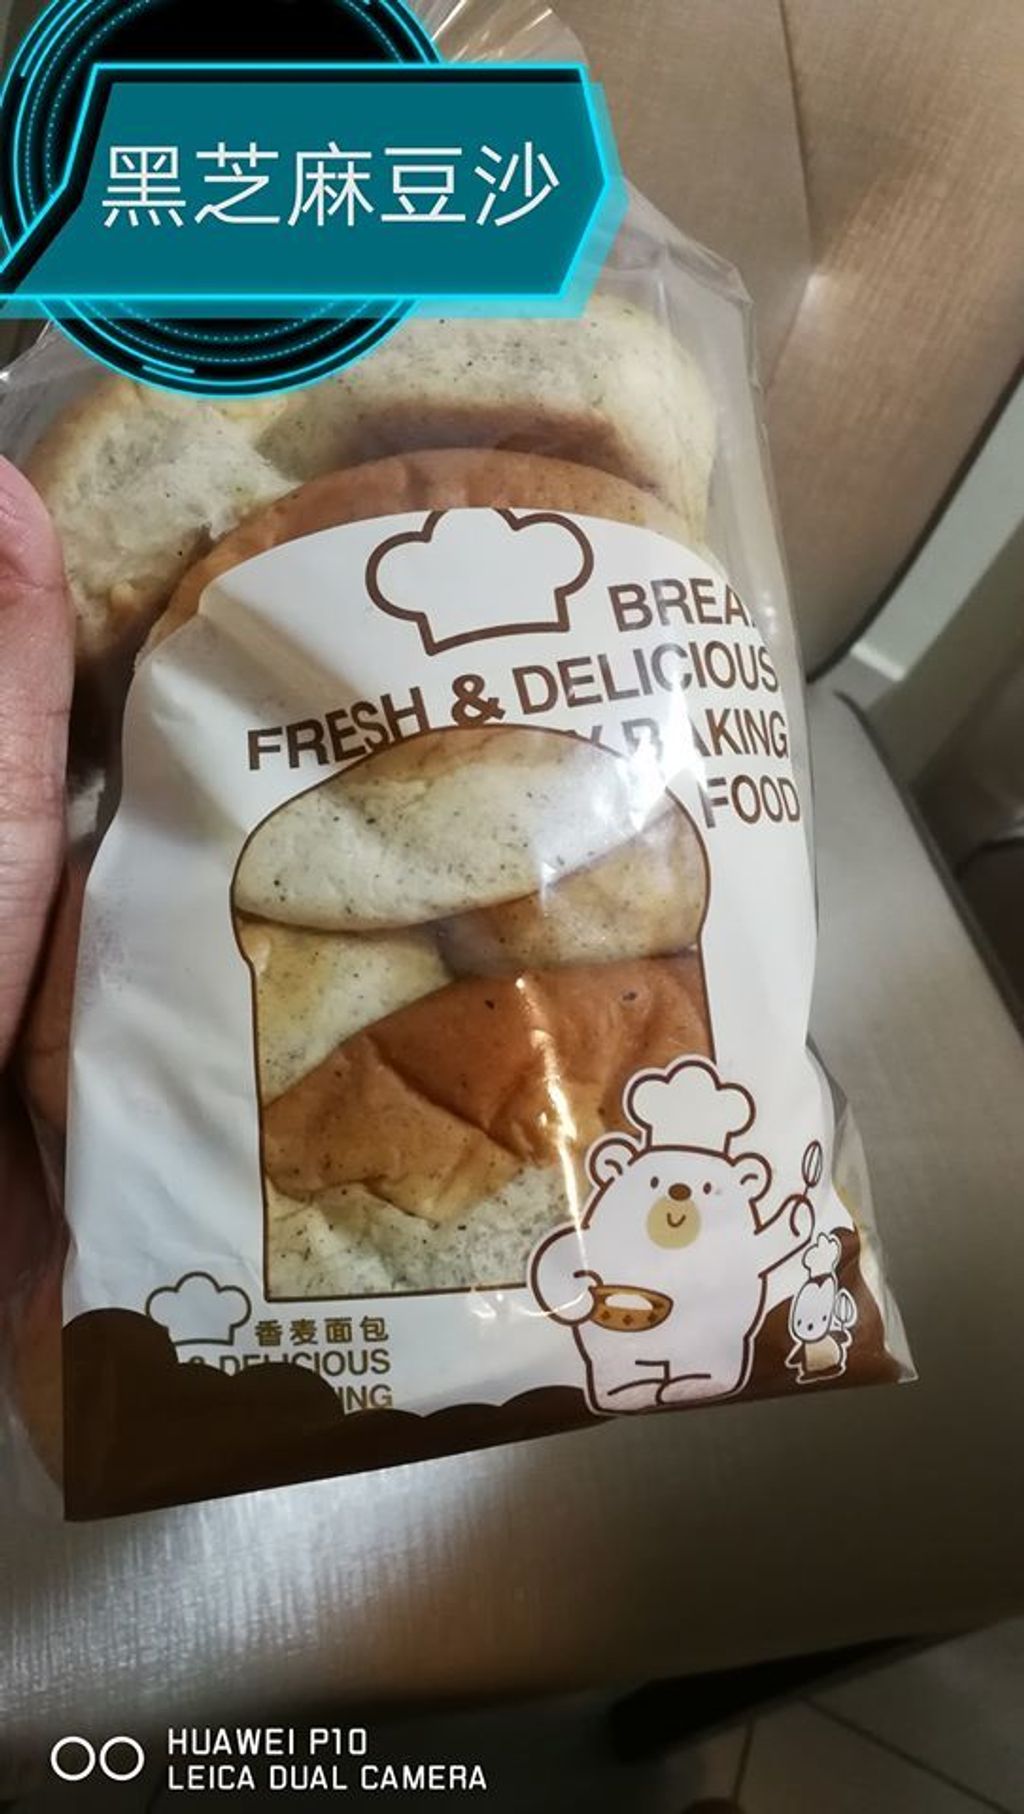 黑芝麻豆沙
FRESH & DELICIOUS
BAKING
FOOD
香麦面包
DELICIOUS
HUAWEI P10
LEICA DUAL CAMERA